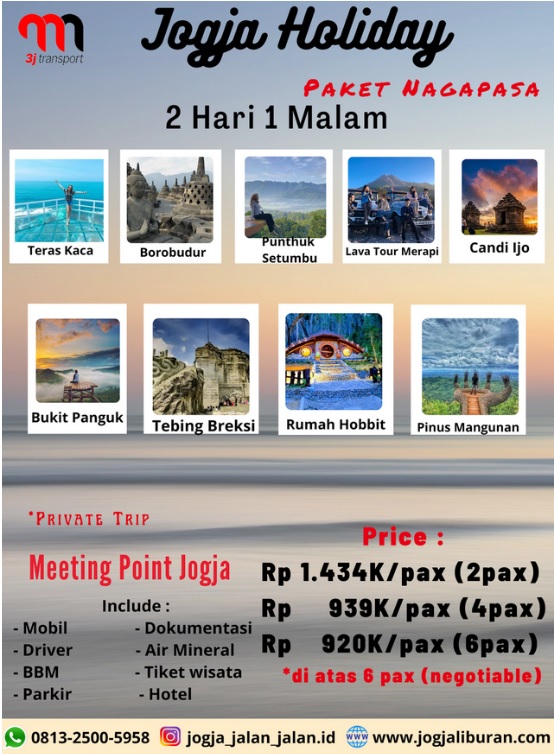 3j transport
Jogja Holiday
PAKET NAGAPASA
2 Hari 1 Malam
Teras Kaca
Borobudur
Punthuk
Setumbu
Lava Tour Merapi
Candi Ijo
Bukit Panguk
Tebing Breksi
Rumah Hobbit
Pinus Mangunan
*PRIVATE TRIP
Meeting Point Jogja
Include :
- Mobil
- Driver
- BBM
- Parkir
- Dokumentasi
- Air Mineral
- Tiket wisata
- Hotel
Price :
Rp 1.434K/pax (2pax)
Rp 939K/pax (4pax)
Rp 920K/pax (6pax)
*di atas 6 pax (negotiable)
0813-2500-5958 jogja_jalan_jalan.id www.jogjaliburan.com